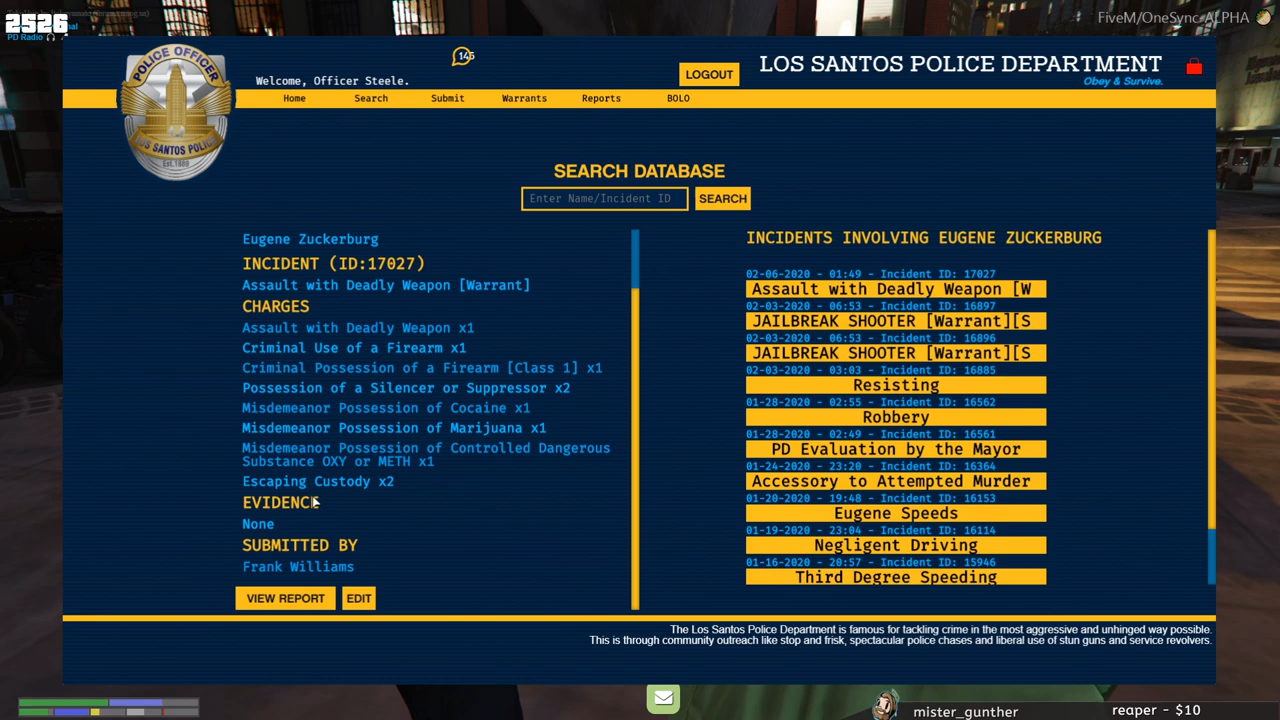 2526
PD Radio
FiveM/OneSync-ALPHA
POLICE OFFICER
LOS SANTOS POLICE
Welcome, Officer Steele.
145
LOGOUT
LOS SANTOS POLICE DEPARTMENT
Obey & Survive.
Home Search Submit Warrants Reports BOLO
SEARCH DATABASE
Enter Name/Incident ID
SEARCH
Eugene Zuckerburg
INCIDENT (ID:17027)
Assault with Deadly Weapon [Warrant]
CHARGES
Assault with Deadly Weapon x1
Criminal Use of a Firearm x1
Criminal Possession of a Firearm [Class 1] x1
Possession of a Silencer or Suppressor x2
Misdemeanor Possession of Cocaine x1
Misdemeanor Possession of Marijuana x1
Misdemeanor Possession of Controlled Dangerous
Substance OXY or METH x1
Escaping Custody x2
EVIDENCE
None
SUBMITTED BY
Frank Williams
VIEW REPORT
EDIT
INCIDENTS INVOLVING EUGENE ZUCKERBURG
02-06-2020 - 01:49 - Incident ID: 17027
Assault with Deadly Weapon [W
02-03-2020 - 06:53 - Incident ID: 16897
JAILBREAK SHOOTER [Warrant][S
02-03-2020 - 06:53 - Incident ID: 16896
JAILBREAK SHOOTER [Warrant][S
02-03-2020 - 03:03 - Incident ID: 16885
Resisting
01-28-2020 - 02:55 - Incident ID: 16562
Robbery
01-28-2020 - 02:49 - Incident ID: 16561
PD Evaluation by the Mayor
01-24-2020 - 23:20 - Incident ID: 16364
Accessory to Attempted Murder
01-20-2020 - 19:48 - Incident ID: 16153
Eugene Speeds
01-19-2020 - 23:04 - Incident ID: 16114
Negligent Driving
01-16-2020 - 20:57 - Incident ID: 15946
Third Degree Speeding
The Los Santos Police Department is famous for tackling crime in the most aggressive and unhinged way possible.
This is through community outreach like stop and frisk, spectacular police chases and liberal use of stun guns and service revolvers.
mister_gunther
reaper - $10